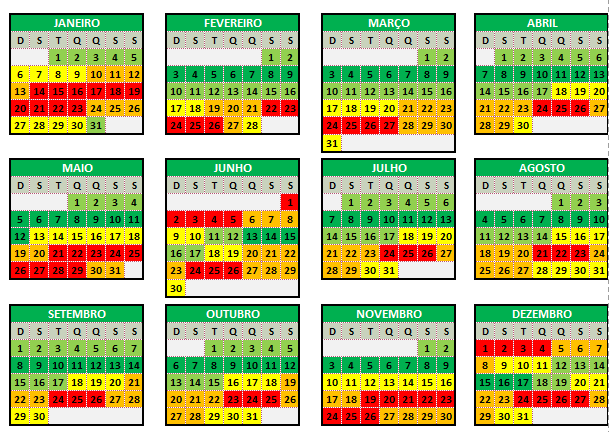 JANEIRO
D S T Q Q S S
1 2 3 4 5
6 7 8 9 10 11 12
13 14 15 16 17 18 19
20 21 22 23 24 25 26
27 28 29 30 31
FEVEREIRO
D S T Q Q S S
1 2
3 4 5 6 7 8 9
10 11 12 13 14 15 16
17 18 19 20 21 22 23
24 25 26 27 28
MARÇO
D S T Q Q S S
1 2
3 4 5 6 7 8 9
10 11 12 13 14 15 16
17 18 19 20 21 22 23
24 25 26 27 28 29 30
31
ABRIL
D S T Q Q S S
1 2 3 4 5 6
7 8 9 10 11 12 13
14 15 16 17 18 19 20
21 22 23 24 25 26 27
28 29 30
MAIO
D S T Q Q S S
1 2 3 4
5 6 7 8 9 10 11
12 13 14 15 16 17 18
19 20 21 22 23 24 25
26 27 28 29 30 31
JUNHO
D S T Q Q S S
1
2 3 4 5 6 7 8
9 10 11 12 13 14 15
16 17 18 19 20 21 22
23 24 25 26 27 28 29
30
JULHO
D S T Q Q S S
1 2 3 4 5 6
7 8 9 10 11 12 13
14 15 16 17 18 19 20
21 22 23 24 25 26 27
28 29 30 31
AGOSTO
D S T Q Q S S
1 2 3
4 5 6 7 8 9 10
11 12 13 14 15 16 17
18 19 20 21 22 23 24
25 26 27 28 29 30 31
SETEMBRO
D S T Q Q S S
1 2 3 4 5 6 7
8 9 10 11 12 13 14
15 16 17 18 19 20 21
22 23 24 25 26 27 28
29 30
OUTUBRO
D S T Q Q S S
1 2 3 4 5
6 7 8 9 10 11 12
13 14 15 16 17 18 19
20 21 22 23 24 25 26
27 28 29 30 31
NOVEMBRO
D S T Q Q S S
1 2
3 4 5 6 7 8 9
10 11 12 13 14 15 16
17 18 19 20 21 22 23
24 25 26 27 28 29 30
DEZEMBRO
D S T Q Q S S
1 2 3 4 5 6 7
8 9 10 11 12 13 14
15 16 17 18 19 20 21
22 23 24 25 26 27 28
29 30 31